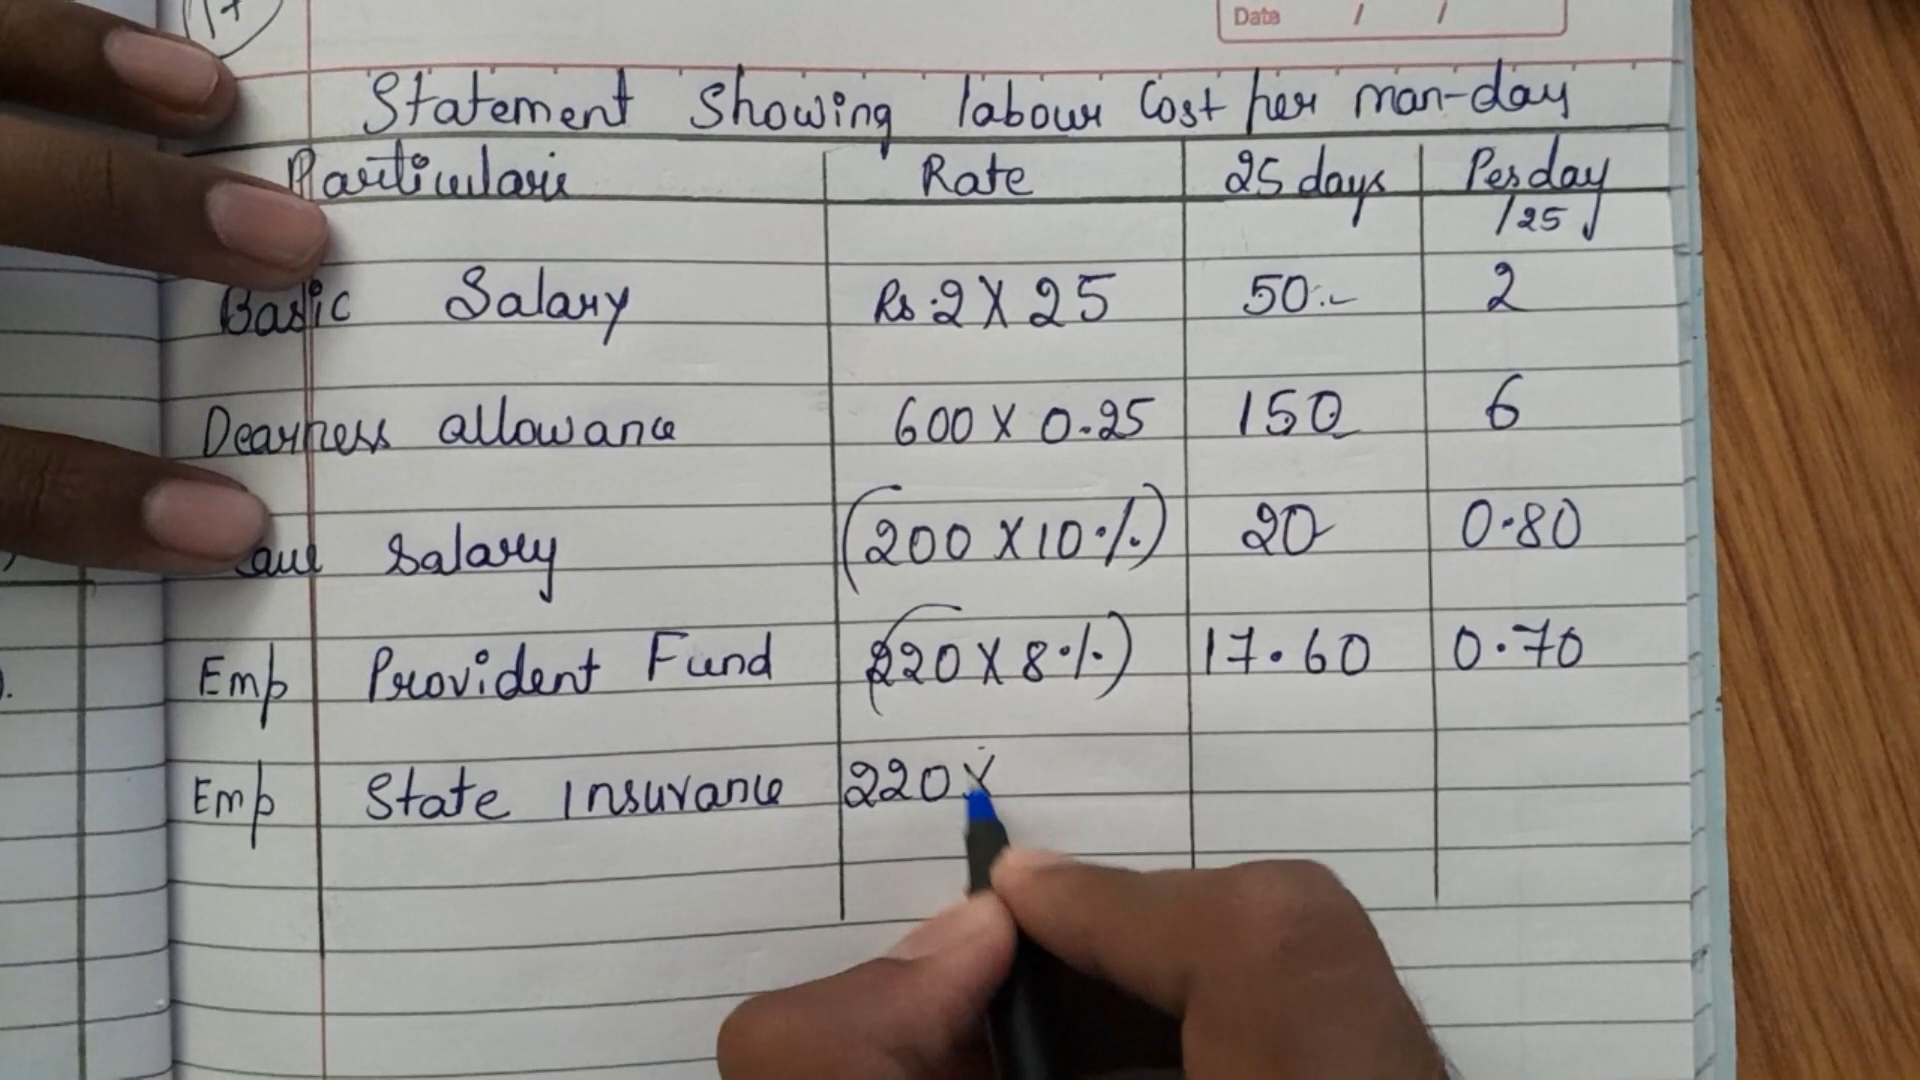 Date / /
Statement Showing labour Cost per man-day
Particulars Rate 25 days Per day
/25
Basic Salary Rs.2 X 25 50 2
Dearness allowance 600 X 0.25 150 6
Salary (200 X 10%) 20 0.80
Emp Provident Fund (220 X 8%) 17.60 0.70
Emp State Insurance 220 X